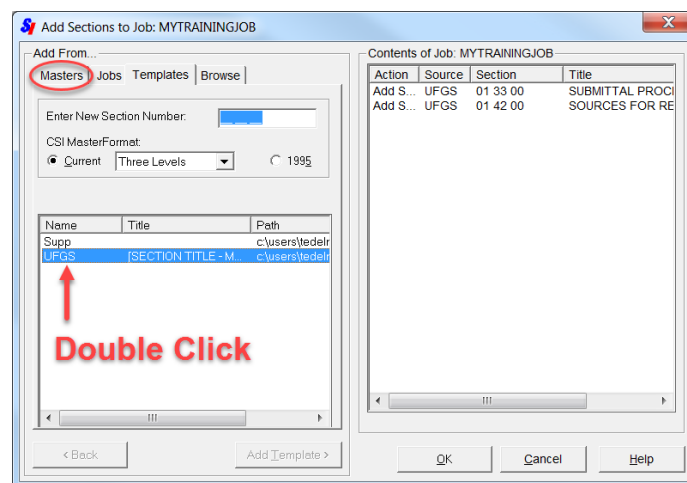 Add Sections to Job: MYTRAININGJOB
Add From...
Masters Jobs Templates Browse
Enter New Section Number:
CSI MasterFormat:
Current Three Levels 1995
Name Title Path
Supp c:\users\tedelr
UFGS [SECTION TITLE - M... c:\users\tedelr
Double Click
< Back Add Template >
Contents of Job: MYTRAININGJOB
Action Source Section Title
Add S... UFGS 01 33 00 SUBMITTAL PROCI
Add S... UFGS 01 42 00 SOURCES FOR RE
OK Cancel Help